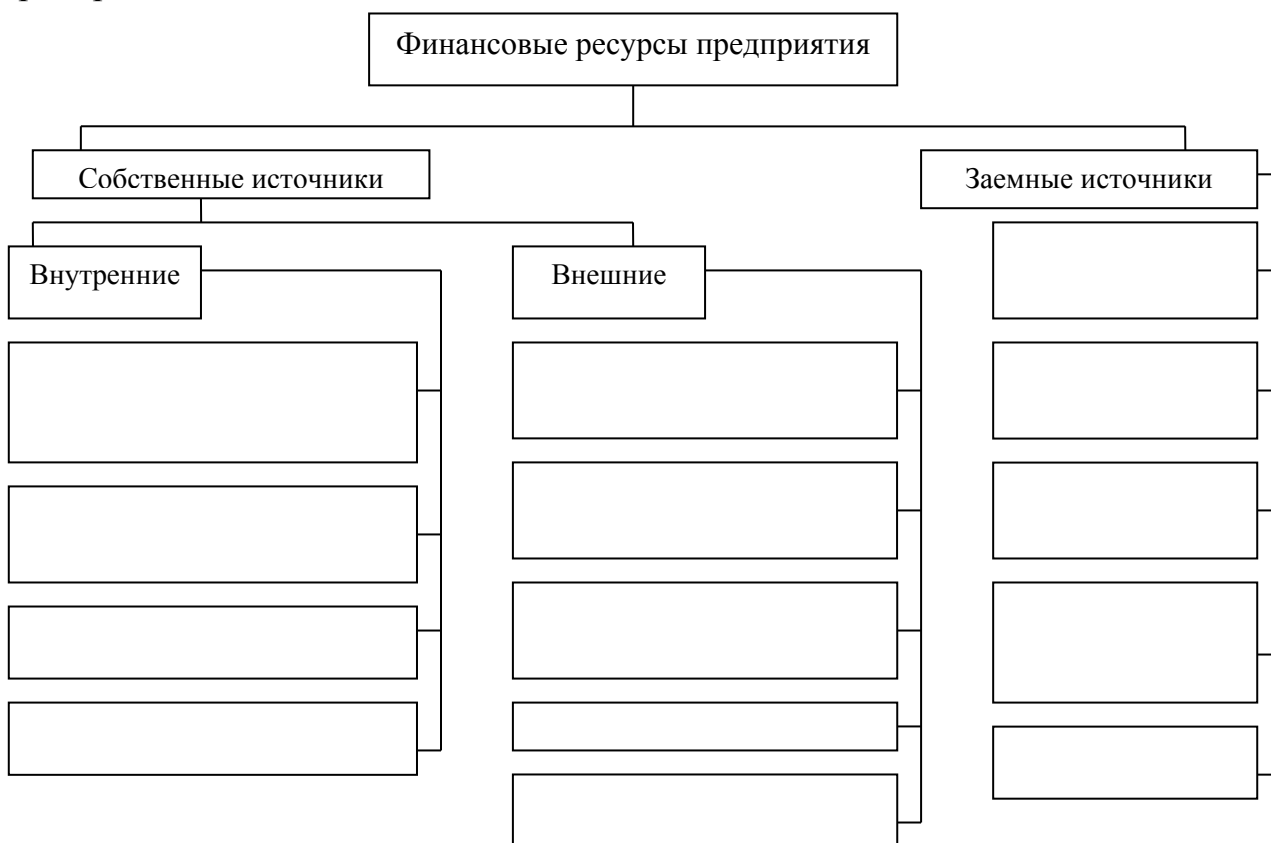 Финансовые ресурсы предприятия
Собственные источники
Заемные источники
Внутренние
Внешние